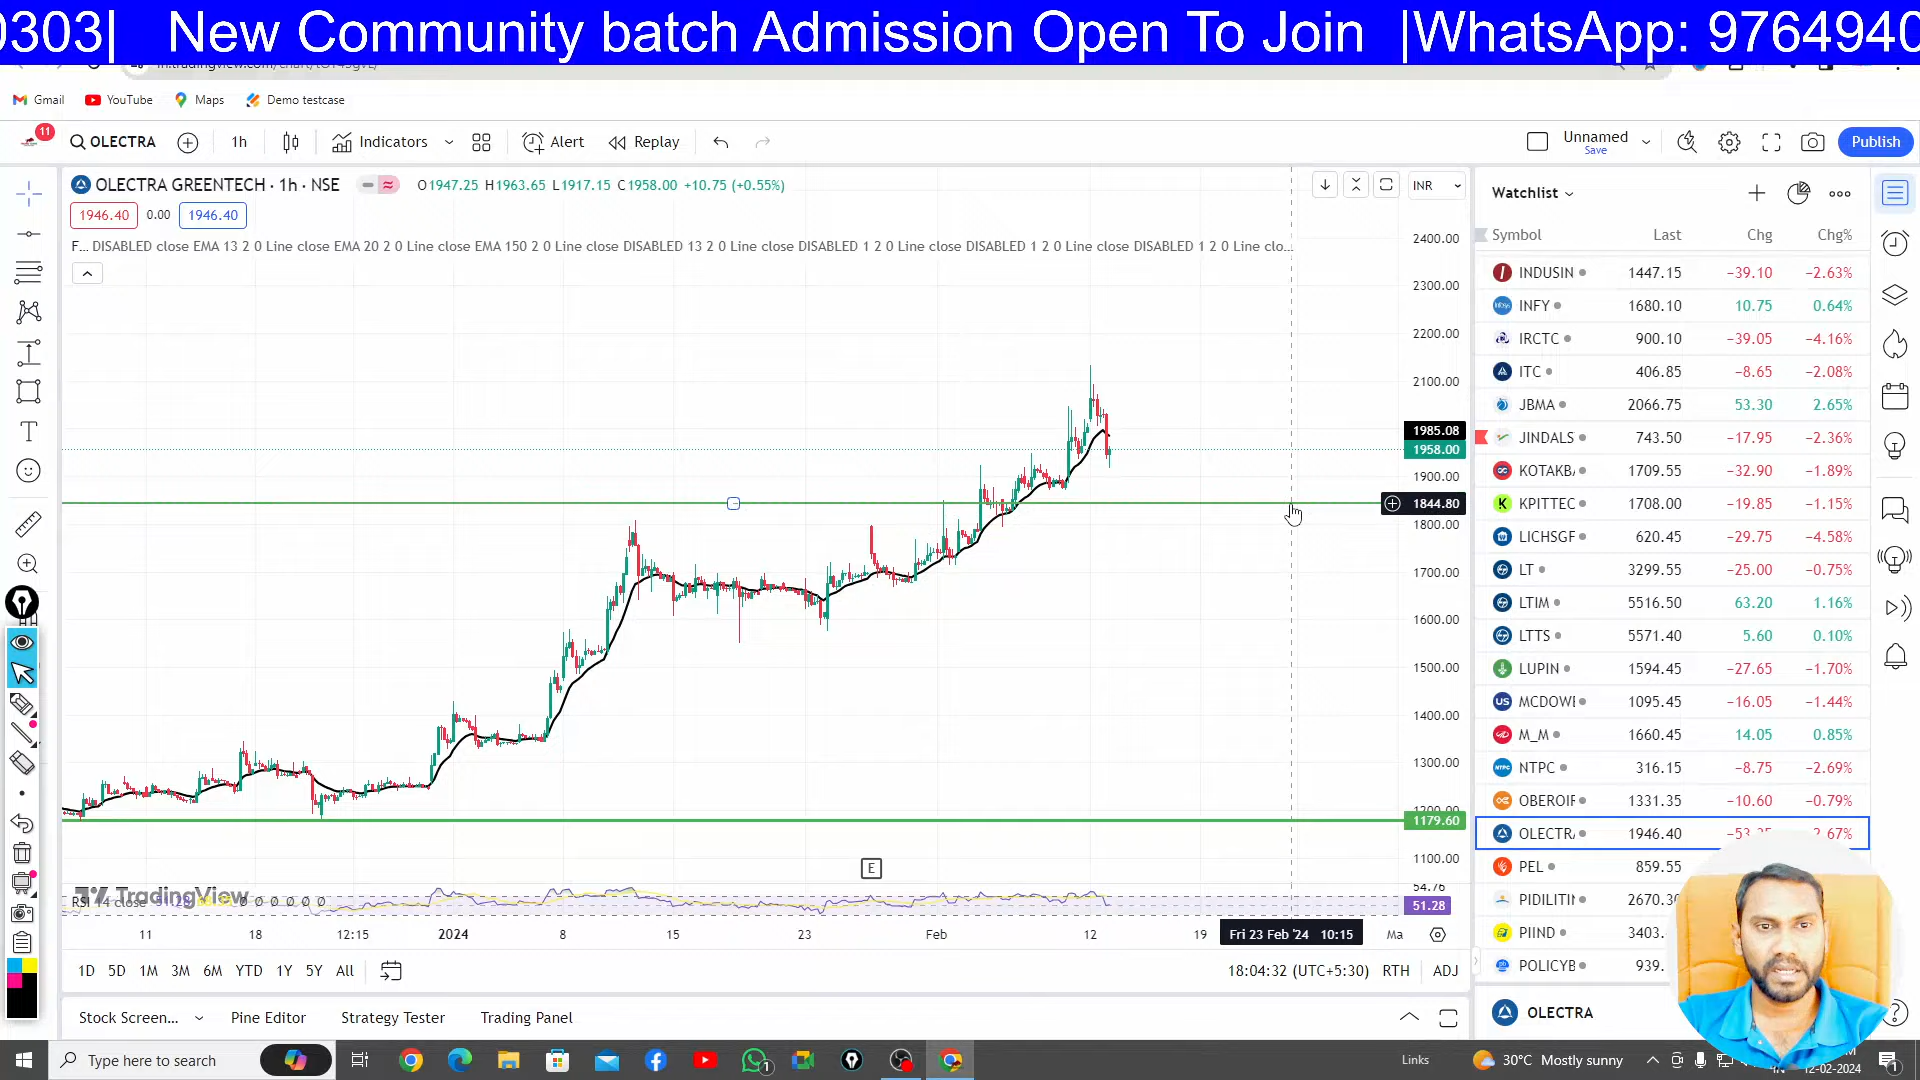 0303|    New Community batch Admission Open To Join  |WhatsApp: 9764940
Gmail YouTube Maps Demo testcase
11 OLECTRA 1h Indicators Alert Replay Unnamed Save Publish
OLECTRA GREENTECH · 1h · NSE O1947.25 H1963.65 L1917.15 C1958.00 +10.75 (+0.55%) INR
1946.40 0.00 1946.40
F... DISABLED close EMA 13 2 0 Line close EMA 20 2 0 Line close EMA 150 2 0 Line close DISABLED 13 2 0 Line close DISABLED 1 2 0 Line close DISABLED 1 2 0 Line close DISABLED 1 2 0 Line clo...
2400.00
2300.00
2200.00
2100.00
1985.08
1958.00
1900.00
1844.80
1800.00
1700.00
1600.00
1500.00
1400.00
1300.00
1179.60
1100.00
E
TradingView
RSI 14 close 0 0 0 0 0 0
54.76
51.28
11 18 12:15 2024 8 15 23 Feb 12 19 Fri 23 Feb '24 10:15 Ma
1D 5D 1M 3M 6M YTD 1Y 5Y All 18:04:32 (UTC+5:30) RTH ADJ
Stock Screen... Pine Editor Strategy Tester Trading Panel
Watchlist
Symbol Last Chg Chg%
INDUSIN 1447.15 −39.10 −2.63%
INFY 1680.10 10.75 0.64%
IRCTC 900.10 −39.05 −4.16%
ITC 406.85 −8.65 −2.08%
JBMA 2066.75 53.30 2.65%
JINDALS 743.50 −17.95 −2.36%
KOTAKB 1709.55 −32.90 −1.89%
KPITTEC 1708.00 −19.85 −1.15%
LICHSGF 620.45 −29.75 −4.58%
LT 3299.55 −25.00 −0.75%
LTIM 5516.50 63.20 1.16%
LTTS 5571.40 5.60 0.10%
LUPIN 1594.45 −27.65 −1.70%
MCDOWE 1095.45 −16.05 −1.44%
M_M 1660.45 14.05 0.85%
NTPC 316.15 −8.75 −2.69%
OBEROIF 1331.35 −10.60 −0.79%
OLECTR 1946.40
PEL 859.55
PIDILITI 2670.
PIIND 3403.
POLICYB 939.
OLECTRA
Type here to search 1 Links 30°C Mostly sunny 12-02-2024 1